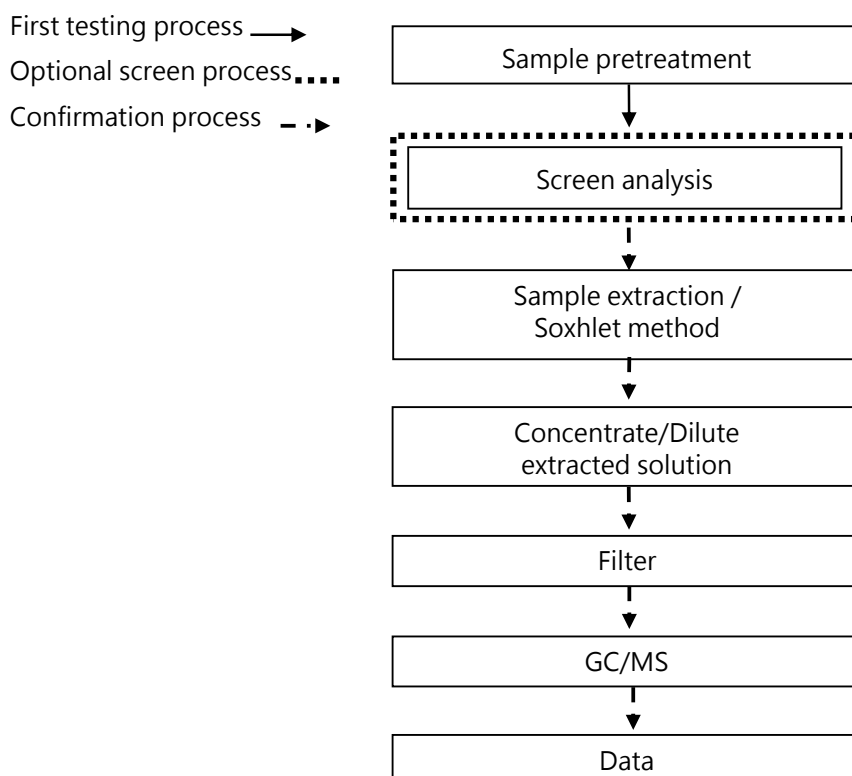 First testing process
Optional screen process
Confirmation process
Sample pretreatment
Screen analysis
Sample extraction /
Soxhlet method
Concentrate/Dilute
extracted solution
Filter
GC/MS
Data